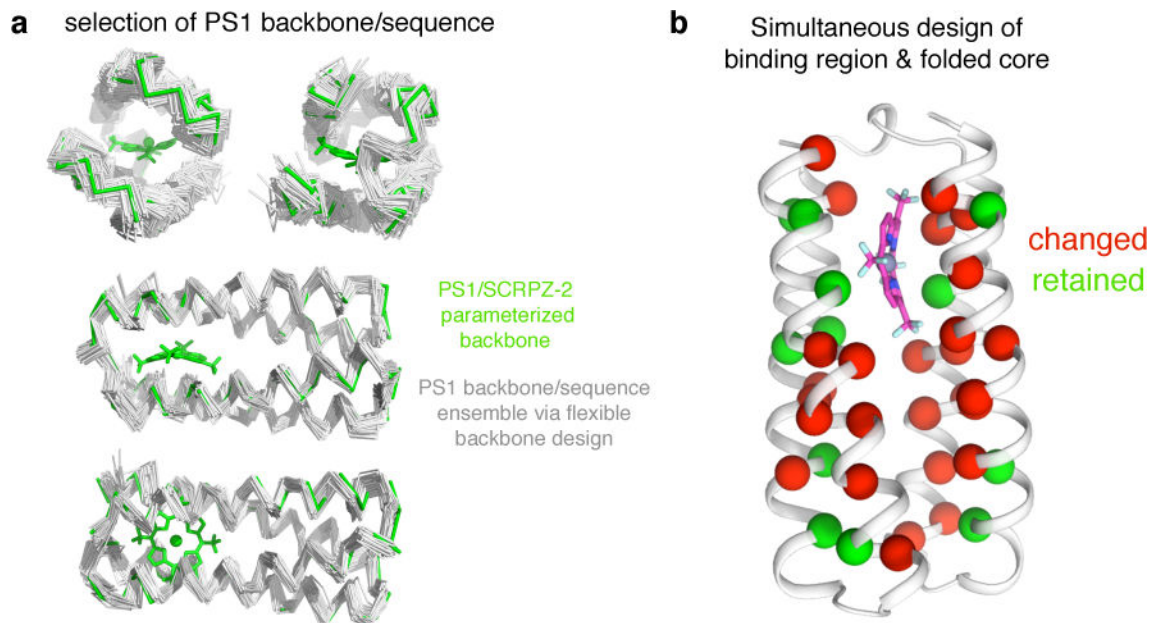 a selection of PS1 backbone/sequence
PS1/SCRPZ-2
parameterized
backbone
PS1 backbone/sequence
ensemble via flexible
backbone design
b Simultaneous design of
binding region & folded core
changed
retained